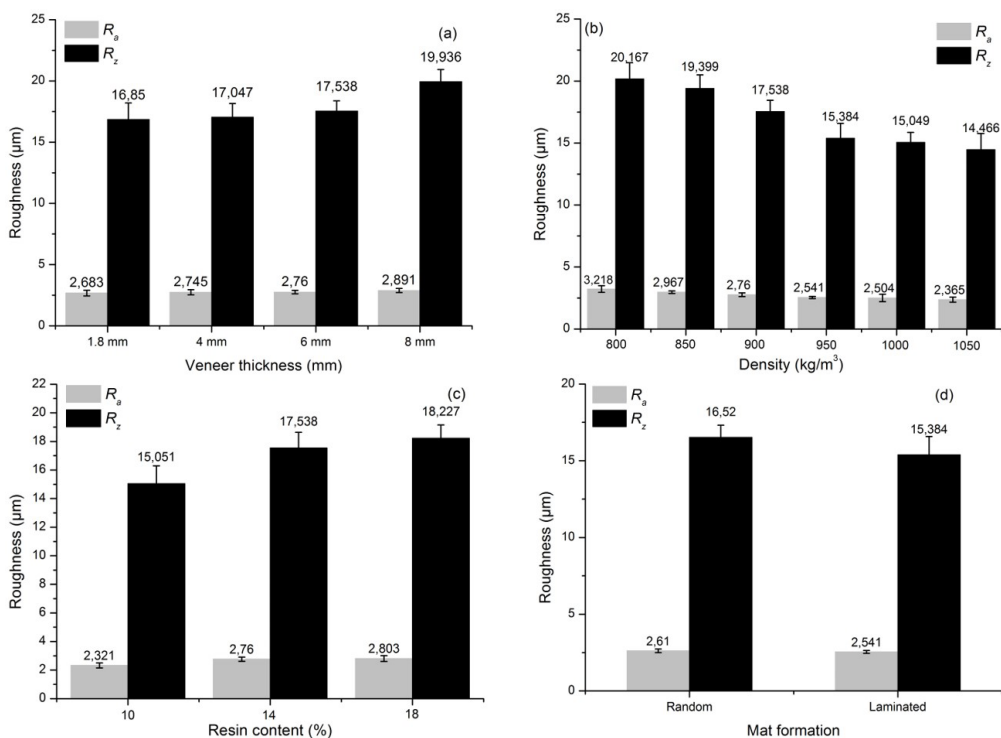 (a)
Ra
Rz
25
20
15
10
5
0
Roughness (µm)
16,85
17,047
17,538
19,936
2,683
2,745
2,76
2,891
1.8 mm
4 mm
6 mm
8 mm
Veneer thickness (mm)
(b)
Ra
Rz
25
20
15
10
5
0
Roughness (µm)
20,167
19,399
17,538
15,384
15,049
14,466
3,218
2,967
2,76
2,541
2,504
2,365
800
850
900
950
1000
1050
Density (kg/m³)
(c)
Ra
Rz
22
20
18
16
14
12
10
8
6
4
2
0
Roughness (µm)
15,051
17,538
18,227
2,321
2,76
2,803
10
14
18
Resin content (%)
(d)
Ra
Rz
20
15
10
5
0
Roughness (µm)
16,52
15,384
2,61
2,541
Random
Laminated
Mat formation